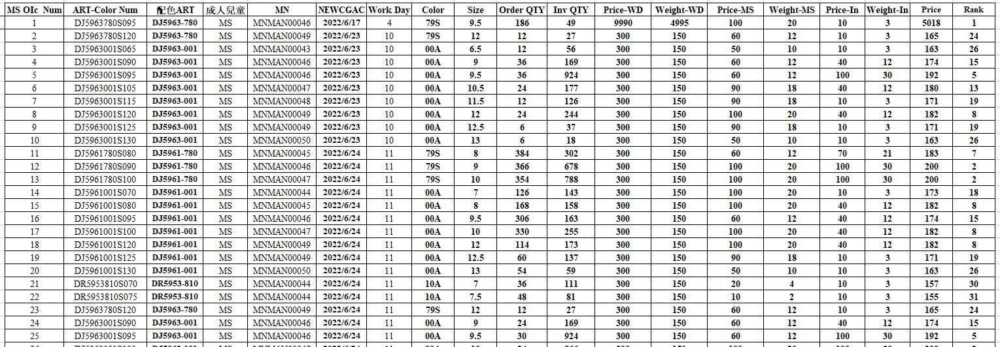 MS OIc Num ART-Color Num 配色ART 成人兒童 MN NEWCGAC Work Day Color Size Order QTY Inv QTY Price-WD Weight-WD Price-MS Weight-MS Price-In Weight-In Price Rank
1 DJ5963780S095 DJ5963-780 MS MNMAN00046 2022/6/17 4 79S 9.5 186 49 9990 4995 100 20 10 3 5018 1
2 DJ5963780S120 DJ5963-780 MS MNMAN00049 2022/6/23 10 79S 12 12 27 300 150 60 12 10 3 165 24
3 DJ5963001S065 DJ5963-001 MS MNMAN00043 2022/6/23 10 00A 6.5 12 56 300 150 50 10 10 3 163 26
4 DJ5963001S090 DJ5963-001 MS MNMAN00046 2022/6/23 10 00A 9 36 169 300 150 60 12 40 12 174 15
5 DJ5963001S095 DJ5963-001 MS MNMAN00046 2022/6/23 10 00A 9.5 36 924 300 150 60 12 100 30 192 5
6 DJ5963001S105 DJ5963-001 MS MNMAN00047 2022/6/23 10 00A 10.5 24 177 300 150 90 18 40 12 180 13
7 DJ5963001S115 DJ5963-001 MS MNMAN00048 2022/6/23 10 00A 11.5 12 126 300 150 90 18 10 3 171 19
8 DJ5963001S120 DJ5963-001 MS MNMAN00049 2022/6/23 10 00A 12 24 244 300 150 100 20 40 12 182 8
9 DJ5963001S125 DJ5963-001 MS MNMAN00049 2022/6/23 10 00A 12.5 6 37 300 150 90 18 10 3 171 19
10 DJ5963001S130 DJ5963-001 MS MNMAN00050 2022/6/23 10 00A 13 6 18 300 150 50 10 10 3 163 26
11 DJ5961780S080 DJ5961-780 MS MNMAN00045 2022/6/24 11 79S 8 384 302 300 150 60 12 70 21 183 7
12 DJ5961780S090 DJ5961-780 MS MNMAN00046 2022/6/24 11 79S 9 366 678 300 150 100 20 100 30 200 2
13 DJ5961780S100 DJ5961-780 MS MNMAN00047 2022/6/24 11 79S 10 354 788 300 150 100 20 100 30 200 2
14 DJ5961001S070 DJ5961-001 MS MNMAN00044 2022/6/24 11 00A 7 126 143 300 150 100 20 10 3 173 18
15 DJ5961001S080 DJ5961-001 MS MNMAN00045 2022/6/24 11 00A 8 168 158 300 150 100 20 40 12 182 8
16 DJ5961001S095 DJ5961-001 MS MNMAN00046 2022/6/24 11 00A 9.5 306 163 300 150 60 12 40 12 174 15
17 DJ5961001S100 DJ5961-001 MS MNMAN00047 2022/6/24 11 00A 10 330 255 300 150 100 20 40 12 182 8
18 DJ5961001S120 DJ5961-001 MS MNMAN00049 2022/6/24 11 00A 12 114 173 300 150 100 20 40 12 182 8
19 DJ5961001S125 DJ5961-001 MS MNMAN00049 2022/6/24 11 00A 12.5 60 137 300 150 90 18 10 3 171 19
20 DJ5961001S130 DJ5961-001 MS MNMAN00050 2022/6/24 11 00A 13 54 59 300 150 50 10 10 3 163 26
21 DR5953810S070 DR5953-810 MS MNMAN00044 2022/6/24 11 10A 7 36 111 300 150 20 4 10 3 157 30
22 DR5953810S075 DR5953-810 MS MNMAN00044 2022/6/24 11 10A 7.5 48 81 300 150 10 2 10 3 155 31
23 DJ5963780S120 DJ5963-780 MS MNMAN00049 2022/6/24 11 79S 12 12 27 300 150 60 12 10 3 165 24
24 DJ5963001S090 DJ5963-001 MS MNMAN00046 2022/6/24 11 00A 9 24 169 300 150 60 12 40 12 174 15
25 DJ5963001S095 DJ5963-001 MS MNMAN00046 2022/6/24 11 00A 9.5 30 924 300 150 60 12 100 30 192 5